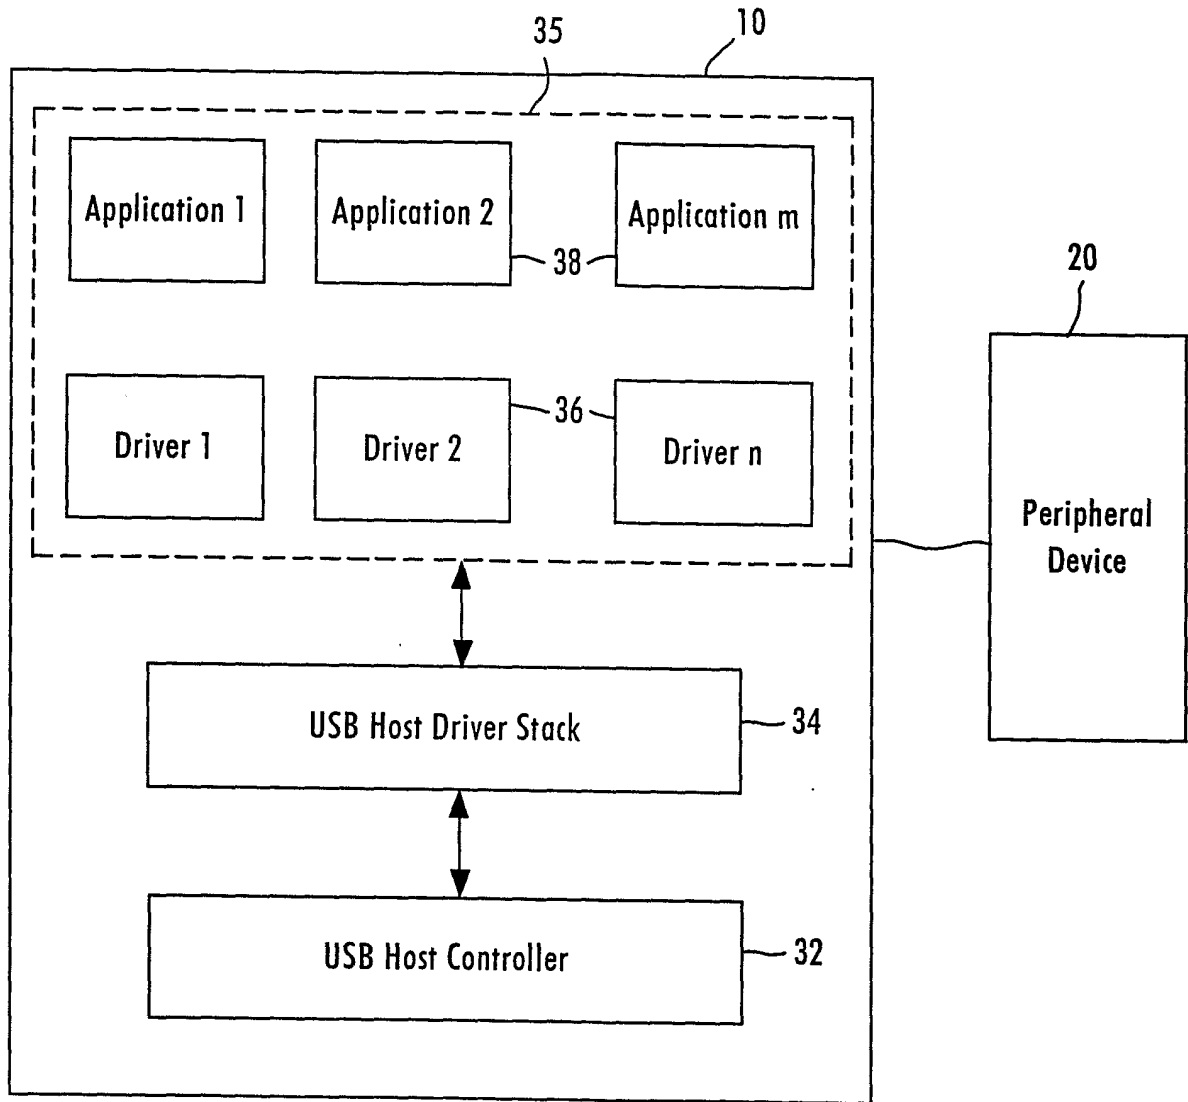 35
10
Application 1
Application 2
Application m
38
20
Driver 1
Driver 2
36
Driver n
Peripheral
Device
USB Host Driver Stack
34
USB Host Controller
32